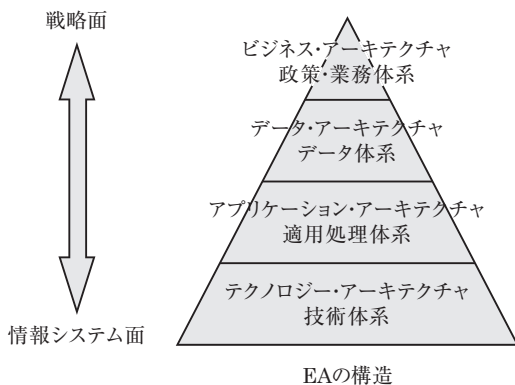 戦略面
ビジネス・アーキテクチャ
政策・業務体系
データ・アーキテクチャ
データ体系
アプリケーション・アーキテクチャ
適用処理体系
テクノロジー・アーキテクチャ
技術体系
情報システム面
EAの構造